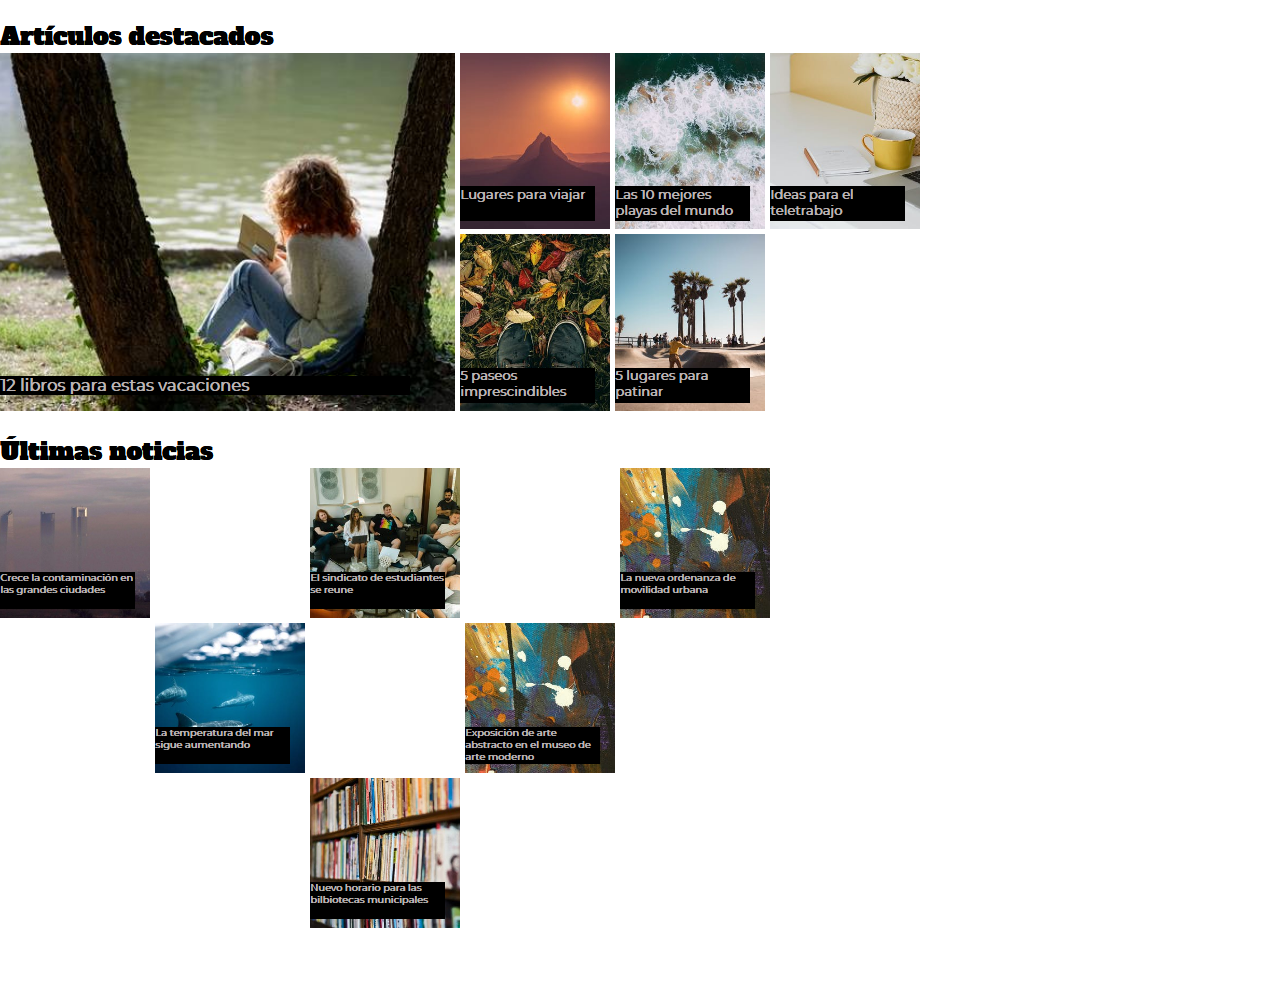 Artículos destacados
Lugares para viajar
Las 10 mejores
playas del mundo
Ideas para el
teletrabajo
12 libros para estas vacaciones
5 paseos
imprescindibles
5 lugares para
patinar
Últimas noticias
Crece la contaminación en
las grandes ciudades
El sindicato de estudiantes
se reune
La nueva ordenanza de
movilidad urbana
La temperatura del mar
sigue aumentando
Exposición de arte
abstracto en el museo de
arte moderno
Nuevo horario para las
bilbiotecas municipales